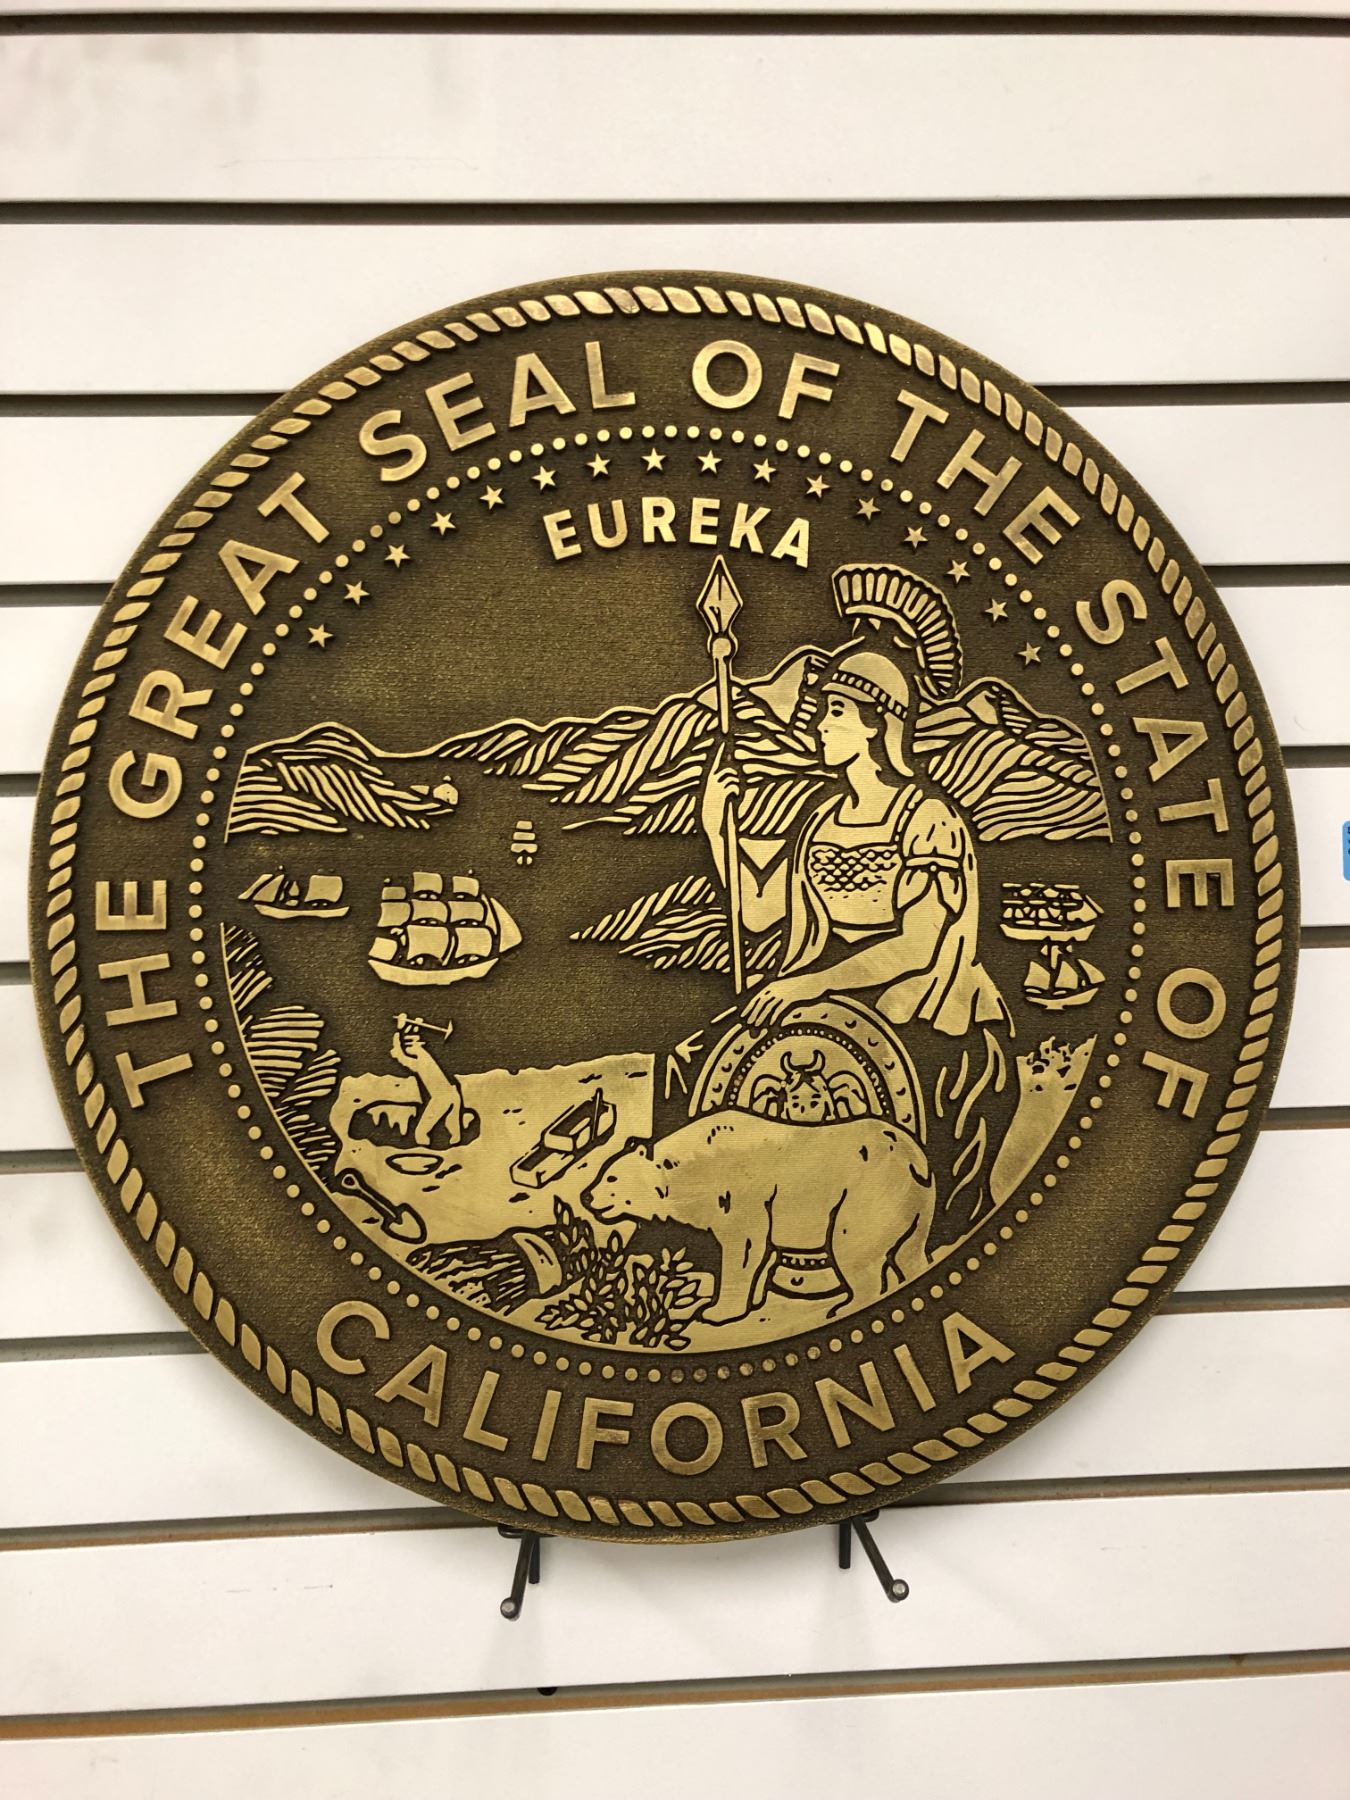 THE GREAT SEAL OF THE STATE OF
EUREKA
CALIFORNIA